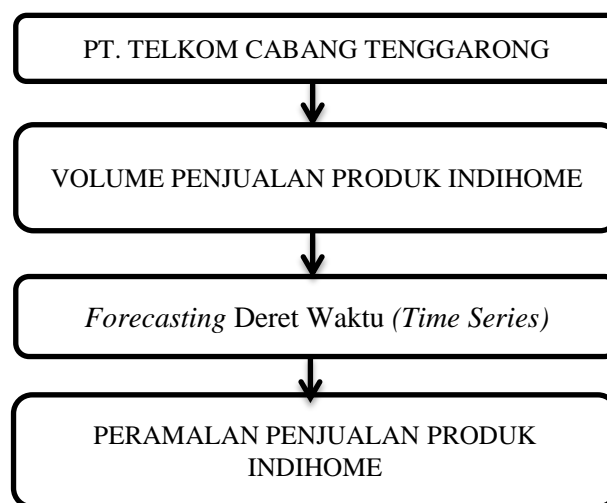 PT. TELKOM CABANG TENGGARONG
VOLUME PENJUALAN PRODUK INDIHOME
Forecasting Deret Waktu (Time Series)
PERAMALAN PENJUALAN PRODUK
INDIHOME